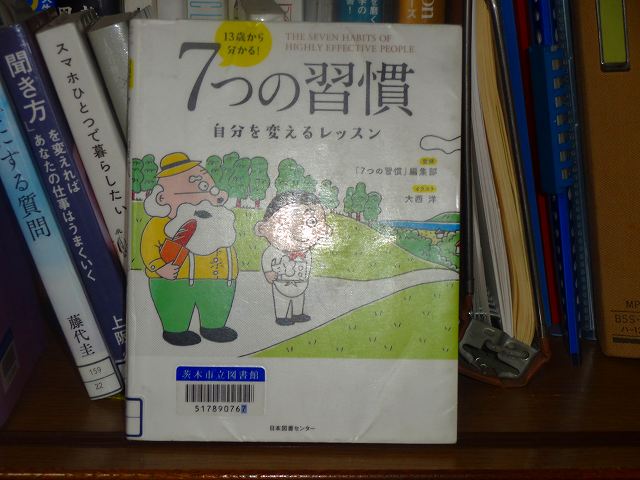 13歳から
分かる!
THE SEVEN HABITS OF
HIGHLY EFFECTIVE PEOPLE
7つの習慣
自分を変えるレッスン
監修
「7つの習慣」編集部
イラスト
大西 洋
茨木市立図書館
517890767
日本図書センター
にする質問
聞き方を変えれば
あなたの仕事はうまくいく
藤代圭
159
22
スマホひとつで暮らしたい